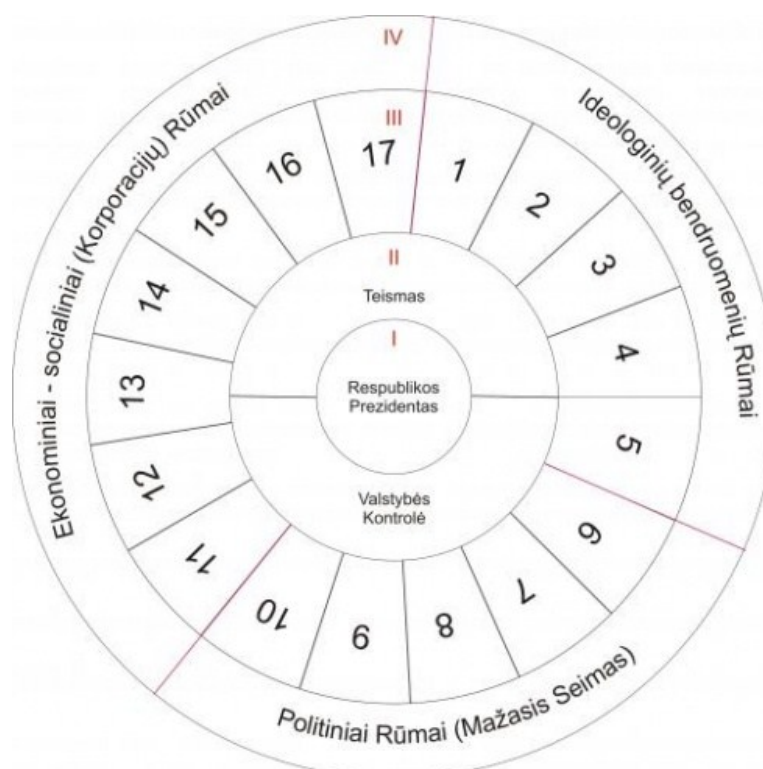 IV
III
II
Teismas
I
Respublikos
Prezidentas
Valstybės
Kontrolė
1
2
3
4
5
6
7
8
9
10
11
12
13
14
15
16
17
Ideologinių bendruomenių Rūmai
Politiniai Rūmai (Mažasis Seimas)
Ekonominiai - socialiniai (Korporacijų) Rūmai